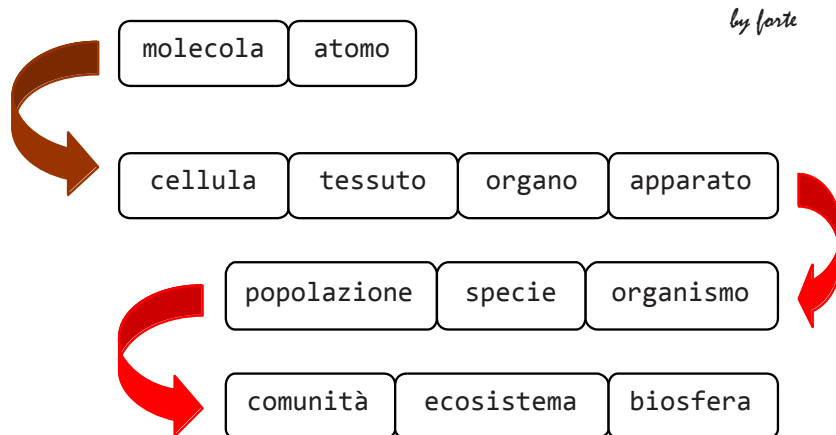 by forte
molecola atomo
cellula tessuto organo apparato
popolazione specie organismo
comunità ecosistema biosfera